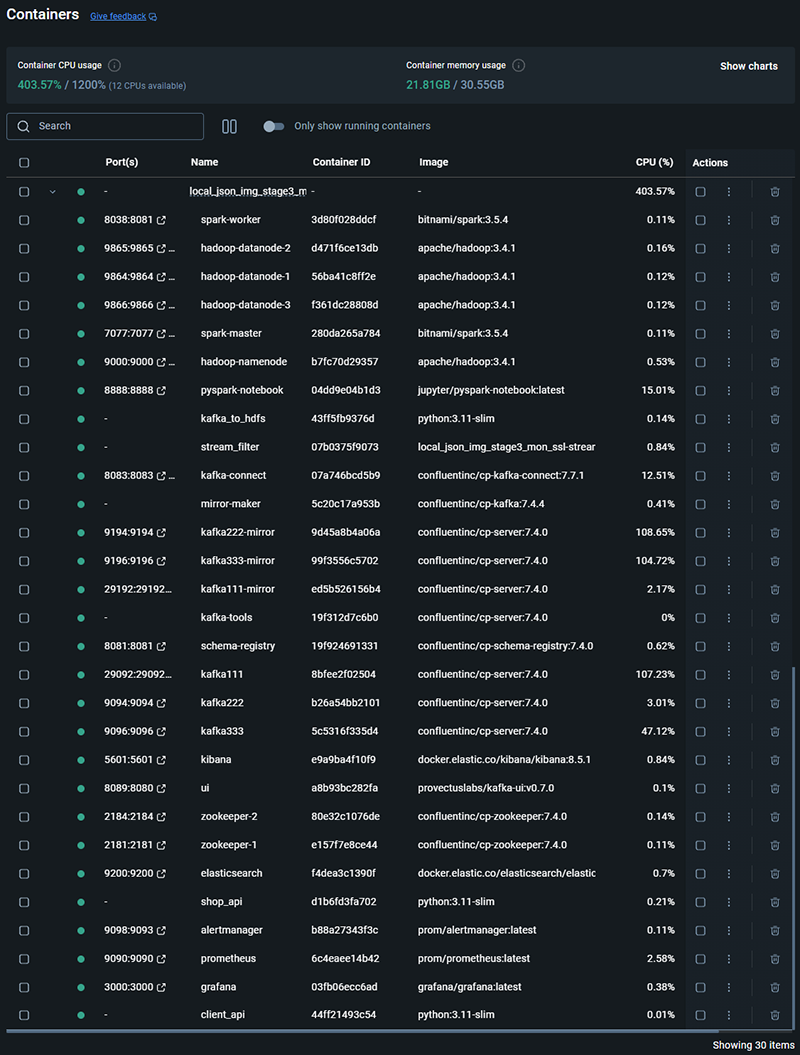 Containers Give feedback
Container CPU usage
403.57% / 1200% (12 CPUs available)
Container memory usage
21.81GB / 30.55GB
Show charts
Search
Only show running containers
Port(s) Name Container ID Image CPU (%) Actions
- local_json_img_stage3_m - - 403.57%
8038:8081 spark-worker 3d80f028ddcf bitnami/spark:3.5.4 0.11%
9865:9865 ... hadoop-datanode-2 d471f6ce13db apache/hadoop:3.4.1 0.16%
9864:9864 ... hadoop-datanode-1 56ba41c8ff2e apache/hadoop:3.4.1 0.12%
9866:9866 ... hadoop-datanode-3 f361dc28808d apache/hadoop:3.4.1 0.12%
7077:7077 ... spark-master 280da265a784 bitnami/spark:3.5.4 0.11%
9000:9000 ... hadoop-namenode b7fc70d29357 apache/hadoop:3.4.1 0.53%
8888:8888 pyspark-notebook 04dd9e04b1d3 jupyter/pyspark-notebook:latest 15.01%
- kafka_to_hdfs 43ff5fb9376d python:3.11-slim 0.14%
- stream_filter 07b0375f9073 local_json_img_stage3_mon_ssl-strear 0.84%
8083:8083 ... kafka-connect 07a746bcd5b9 confluentinc/cp-kafka-connect:7.7.1 12.51%
- mirror-maker 5c20c17a953b confluentinc/cp-kafka:7.4.4 0.41%
9194:9194 kafka222-mirror 9d45a8b4a06a confluentinc/cp-server:7.4.0 108.65%
9196:9196 kafka333-mirror 99f3556c5702 confluentinc/cp-server:7.4.0 104.72%
29192:29192... kafka111-mirror ed5b526156b4 confluentinc/cp-server:7.4.0 2.17%
- kafka-tools 19f312d7c6b0 confluentinc/cp-server:7.4.0 0%
8081:8081 schema-registry 19f924691331 confluentinc/cp-schema-registry:7.4.0 0.62%
29092:29092... kafka111 8bfee2f02504 confluentinc/cp-server:7.4.0 107.23%
9094:9094 kafka222 b26a54bb2101 confluentinc/cp-server:7.4.0 3.01%
9096:9096 kafka333 5c5316f335d4 confluentinc/cp-server:7.4.0 47.12%
5601:5601 kibana e9a9ba4f10f9 docker.elastic.co/kibana/kibana:8.5.1 0.84%
8089:8080 ui a8b93bc282fa provectuslabs/kafka-ui:v0.7.0 0.1%
2184:2184 zookeeper-2 80e32c1076de confluentinc/cp-zookeeper:7.4.0 0.14%
2181:2181 zookeeper-1 e157f7e8ce44 confluentinc/cp-zookeeper:7.4.0 0.11%
9200:9200 elasticsearch f4dea3c1390f docker.elastic.co/elasticsearch/elastic 0.7%
- shop_api d1b6fd3fa702 python:3.11-slim 0.21%
9098:9093 alertmanager b88a27343f3c prom/alertmanager:latest 0.11%
9090:9090 prometheus 6c4eaee14b42 prom/prometheus:latest 2.58%
3000:3000 grafana 03fb06ecc6ad grafana/grafana:latest 0.38%
- client_api 44ff21493c54 python:3.11-slim 0.01%
Showing 30 items